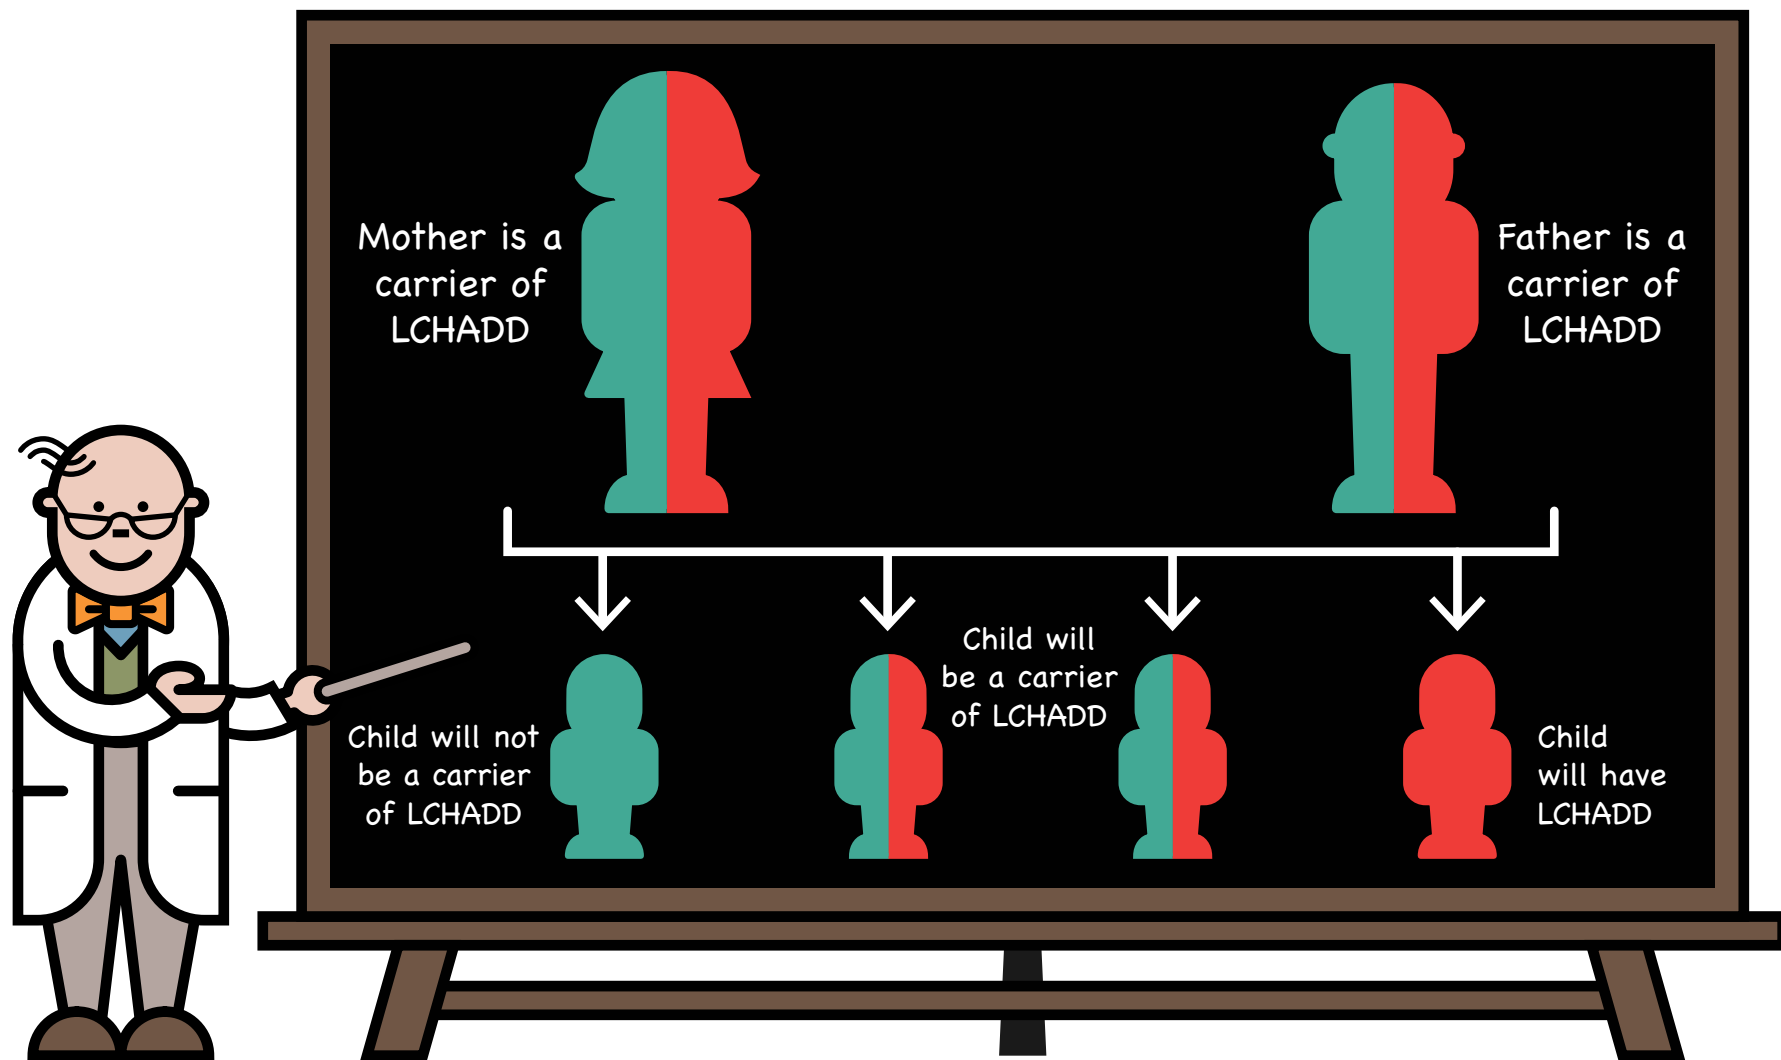 Mother is a
carrier of
LCHADD
Father is a
carrier of
LCHADD
Child will not
be a carrier
of LCHADD
Child will
be a carrier
of LCHADD
Child
will have
LCHADD